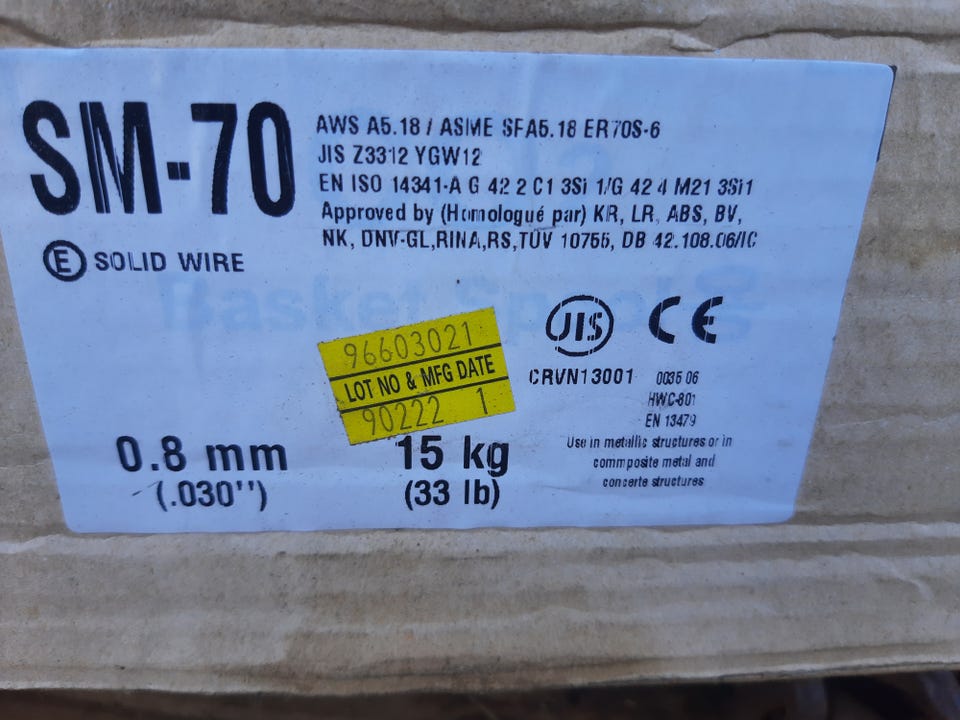 SM-70
Ⓔ SOLID WIRE
AWS A5.18 / ASME SFA5.18 ER70S-6
JIS Z3312 YGW12
EN ISO 14341-A G 42 2 C1 3Si 1/G 42 4 M21 3Si1
Approved by (Homologué par) KR, LR, ABS, BV,
NK, DNV-GL,RINA,RS,TÜV 10755, DB 42.108.06/IC
Basket
96603021
LOT NO & MFG DATE
90222 1
JIS CE
CRVN13001 0035 06
HWC-801
EN 13479
Use in metallic structures or in
commposite metal and
concerte structures
0.8 mm
(.030'')
15 kg
(33 lb)